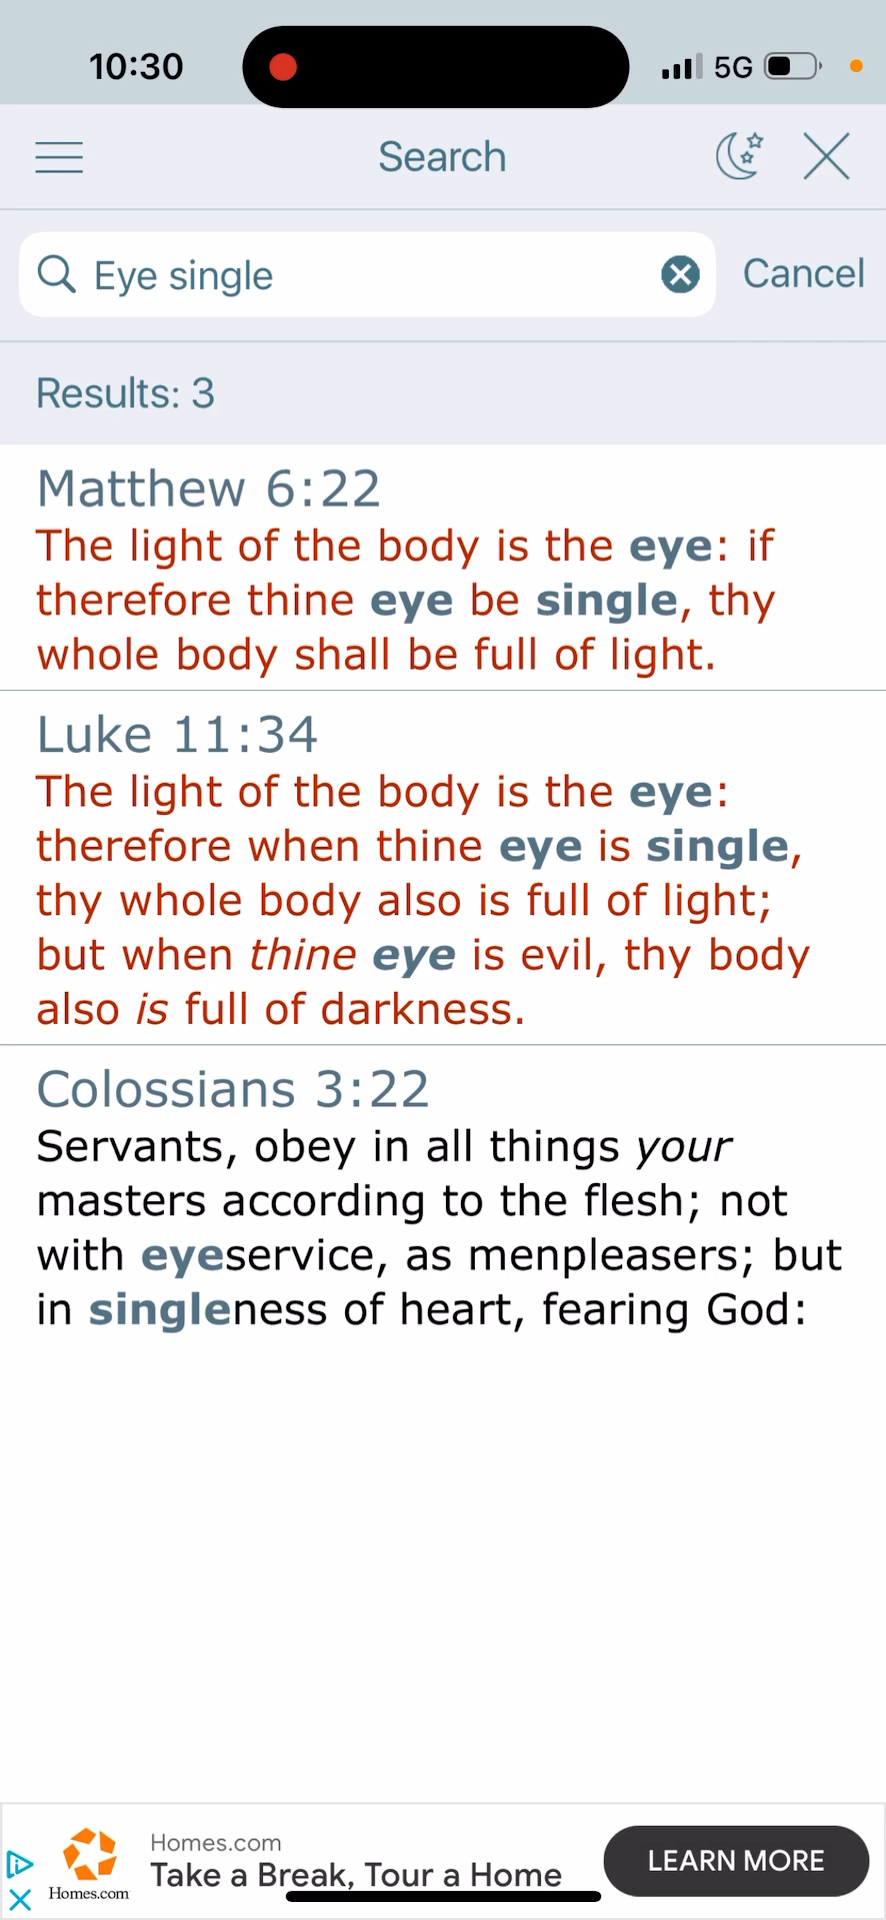 10:30
5G
Search
Eye single
Cancel
Results: 3
Matthew 6:22
The light of the body is the eye: if
therefore thine eye be single, thy
whole body shall be full of light.
Luke 11:34
The light of the body is the eye:
therefore when thine eye is single,
thy whole body also is full of light;
but when thine eye is evil, thy body
also is full of darkness.
Colossians 3:22
Servants, obey in all things your
masters according to the flesh; not
with eyeservice, as menpleasers; but
in singleness of heart, fearing God:
Homes.com
Homes.com
Take a Break, Tour a Home
LEARN MORE